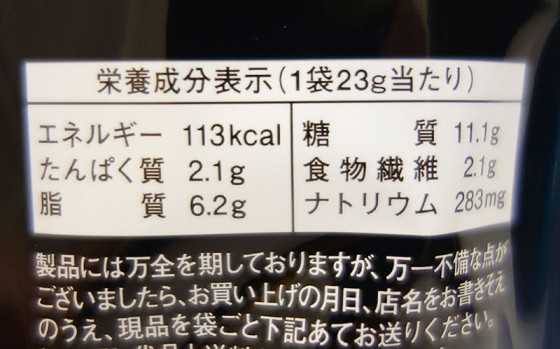 栄養成分表示(1袋23g当たり)
エネルギー 113kcal
たんぱく質 2.1g
脂質 6.2g
糖質 11.1g
食物繊維 2.1g
ナトリウム 283mg
製品には万全を期しておりますが、万一不備な点が
ございましたら、お買い上げの月日、店名をお書きそえ
のうえ、現品を袋ごと下記あてお送りください。